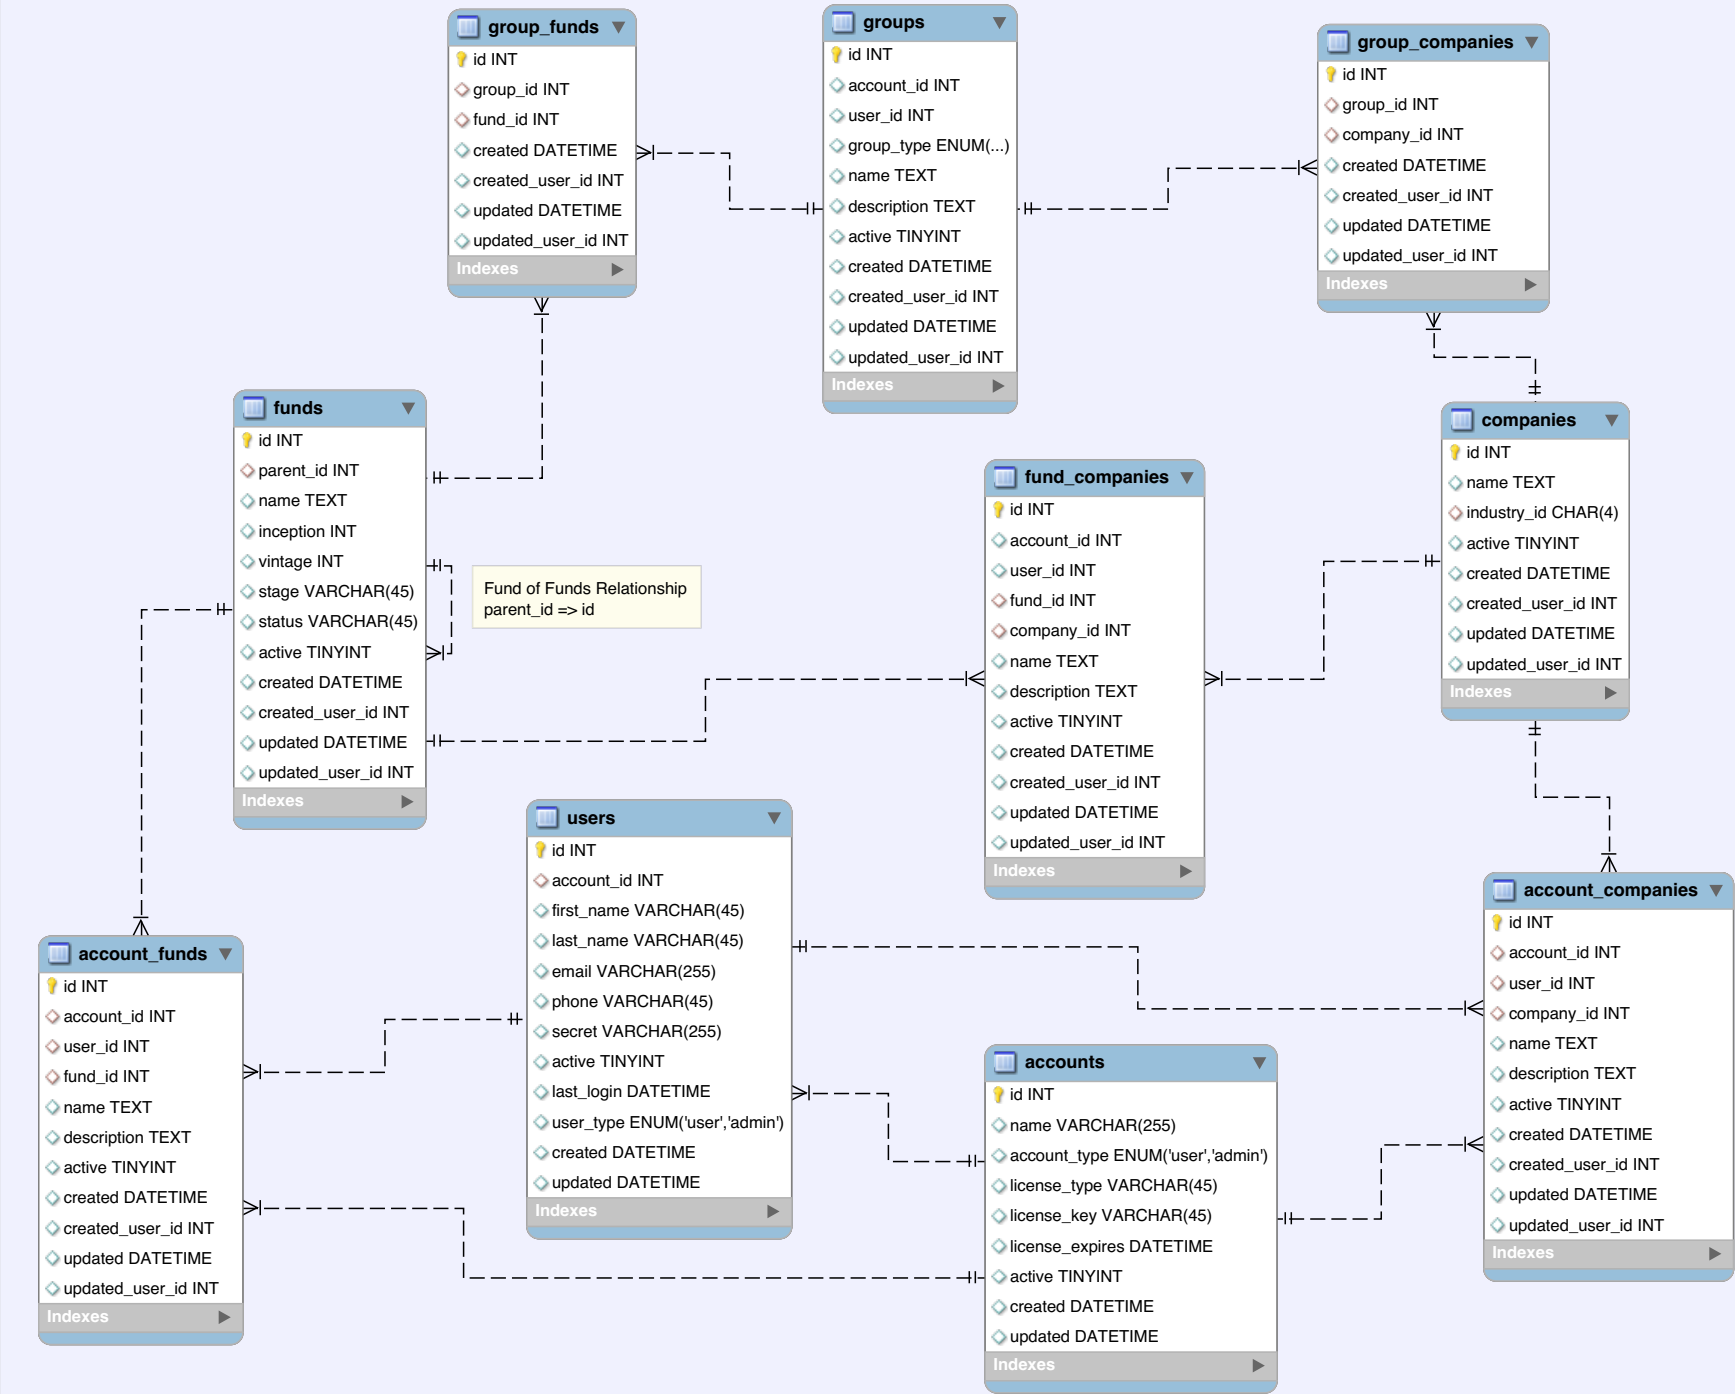 group_funds
id INT
group_id INT
fund_id INT
created DATETIME
created_user_id INT
updated DATETIME
updated_user_id INT
Indexes
groups
id INT
account_id INT
user_id INT
group_type ENUM(...)
name TEXT
description TEXT
active TINYINT
created DATETIME
created_user_id INT
updated DATETIME
updated_user_id INT
Indexes
group_companies
id INT
group_id INT
company_id INT
created DATETIME
created_user_id INT
updated DATETIME
updated_user_id INT
Indexes
funds
id INT
parent_id INT
name TEXT
inception INT
vintage INT
stage VARCHAR(45)
status VARCHAR(45)
active TINYINT
created DATETIME
created_user_id INT
updated DATETIME
updated_user_id INT
Indexes
Fund of Funds Relationship
parent_id => id
fund_companies
id INT
account_id INT
user_id INT
fund_id INT
company_id INT
name TEXT
description TEXT
active TINYINT
created DATETIME
created_user_id INT
updated DATETIME
updated_user_id INT
Indexes
companies
id INT
name TEXT
industry_id CHAR(4)
active TINYINT
created DATETIME
created_user_id INT
updated DATETIME
updated_user_id INT
Indexes
users
id INT
account_id INT
first_name VARCHAR(45)
last_name VARCHAR(45)
email VARCHAR(255)
phone VARCHAR(45)
secret VARCHAR(255)
active TINYINT
last_login DATETIME
user_type ENUM('user','admin')
created DATETIME
updated DATETIME
Indexes
account_funds
id INT
account_id INT
user_id INT
fund_id INT
name TEXT
description TEXT
active TINYINT
created DATETIME
created_user_id INT
updated DATETIME
updated_user_id INT
Indexes
accounts
id INT
name VARCHAR(255)
account_type ENUM('user','admin')
license_type VARCHAR(45)
license_key VARCHAR(45)
license_expires DATETIME
active TINYINT
created DATETIME
updated DATETIME
Indexes
account_companies
id INT
account_id INT
user_id INT
company_id INT
name TEXT
description TEXT
active TINYINT
created DATETIME
created_user_id INT
updated DATETIME
updated_user_id INT
Indexes